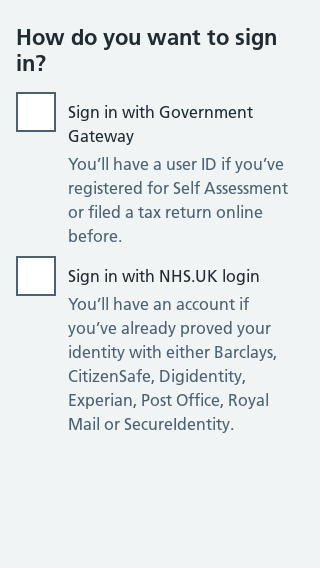 How do you want to sign
in?
Sign in with Government
Gateway
You’ll have a user ID if you’ve
registered for Self Assessment
or filed a tax return online
before.
Sign in with NHS.UK login
You’ll have an account if
you’ve already proved your
identity with either Barclays,
CitizenSafe, Digidentity,
Experian, Post Office, Royal
Mail or SecureIdentity.